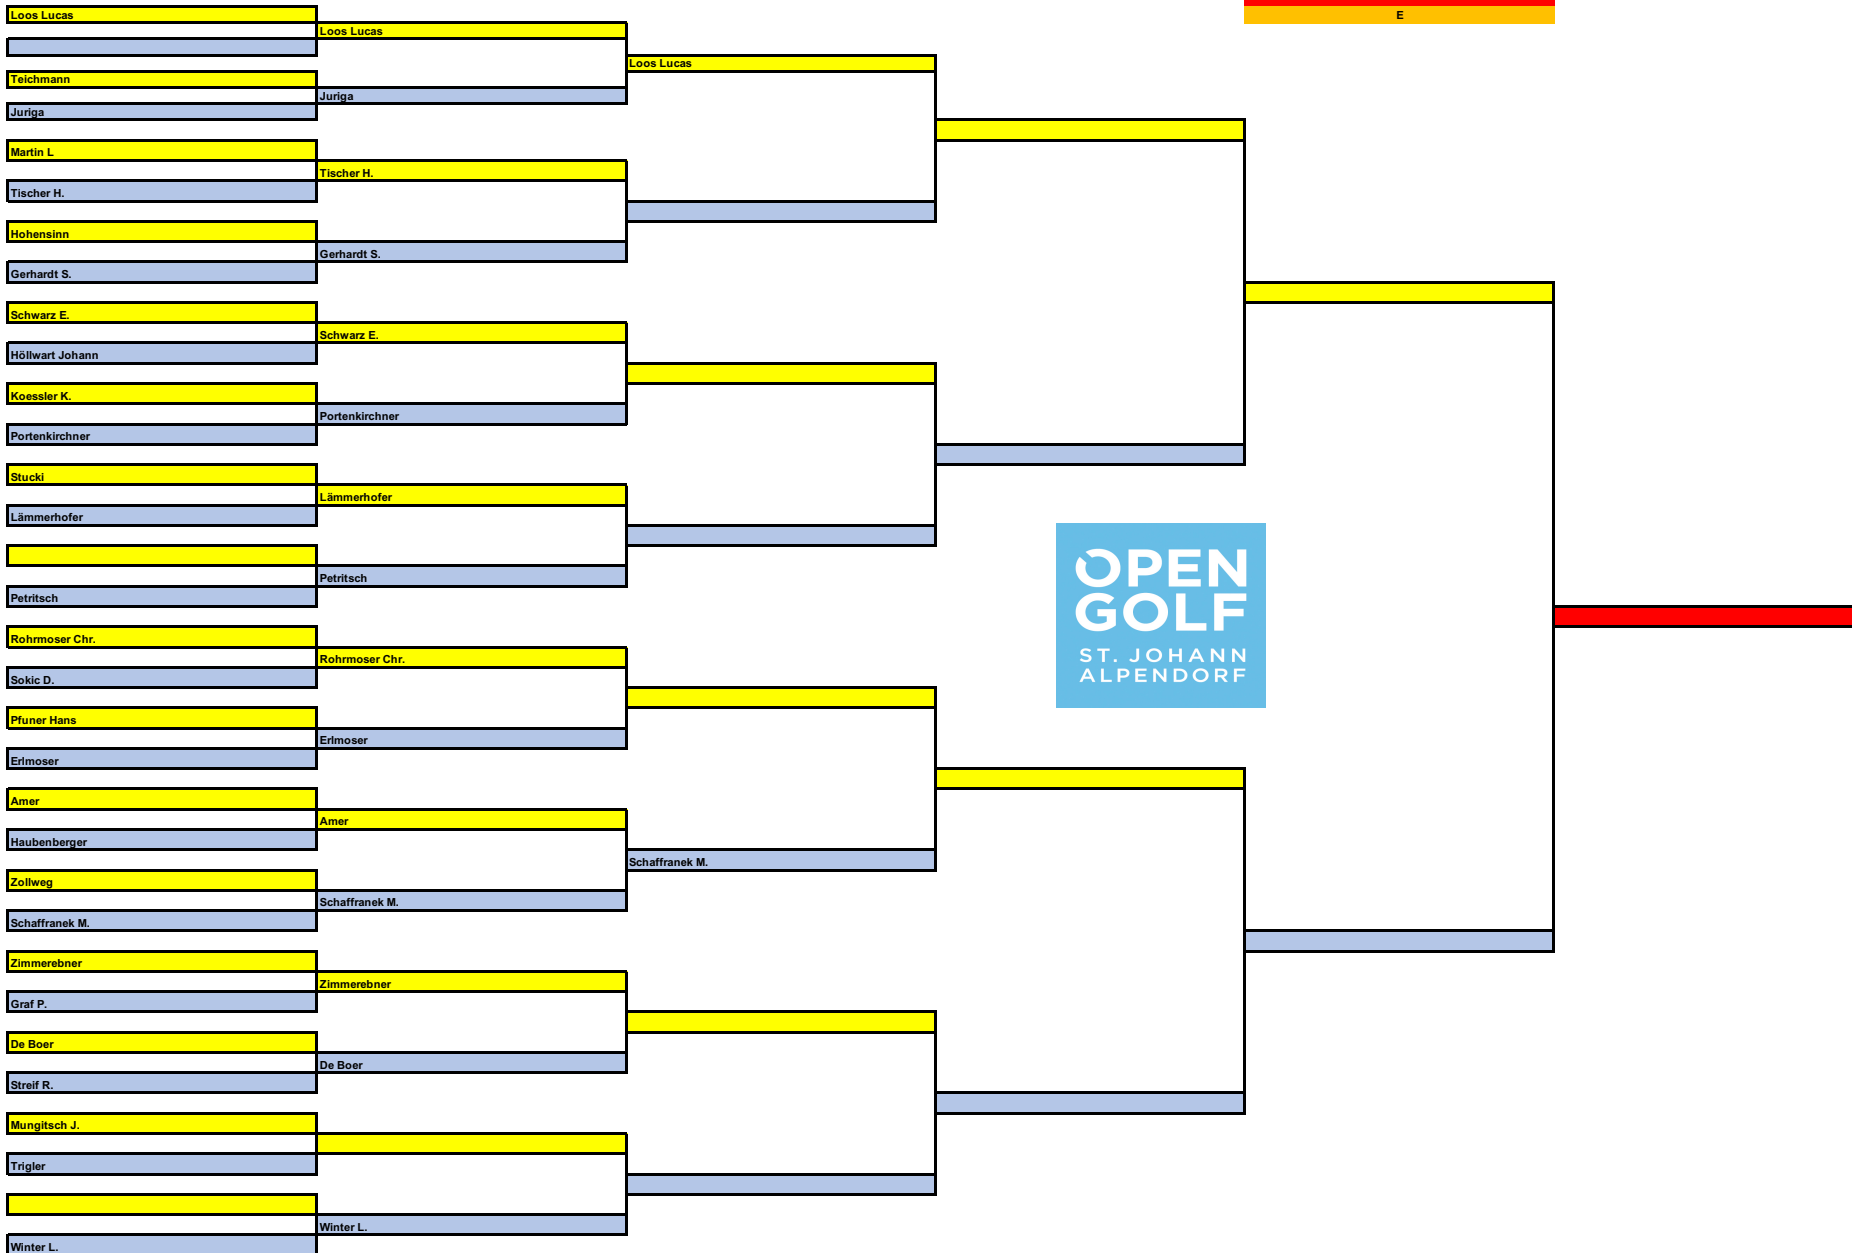 Loos Lucas
Teichmann
Juriga
Martin L
Tischer H.
Hohensinn
Gerhardt S.
Schwarz E.
Höllwart Johann
Koessler K.
Portenkirchner
Stucki
Lämmerhofer
Petritsch
Rohrmoser Chr.
Sokic D.
Pfuner Hans
Erlmoser
Amer
Haubenberger
Zollweg
Schaffranek M.
Zimmerebner
Graf P.
De Boer
Streif R.
Mungitsch J.
Trigler
Winter L.
Loos Lucas
Juriga
Tischer H.
Gerhardt S.
Schwarz E.
Portenkirchner
Lämmerhofer
Petritsch
Rohrmoser Chr.
Erlmoser
Amer
Schaffranek M.
Zimmerebner
De Boer
Winter L.
Loos Lucas
Schaffranek M.
E
OPEN
GOLF
ST. JOHANN
ALPENDORF